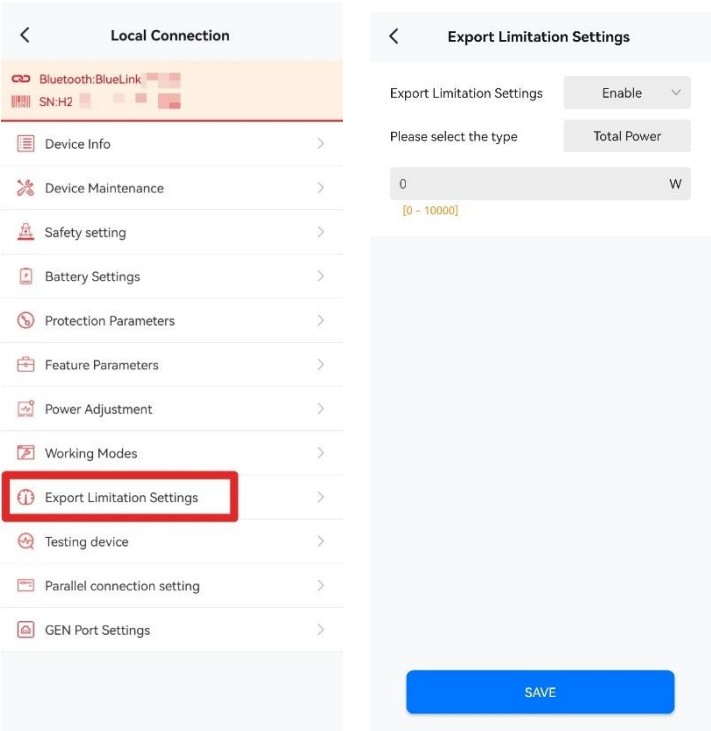 Local Connection
Bluetooth:BlueLink
SN:H2
Device Info
Device Maintenance
Safety setting
Battery Settings
Protection Parameters
Feature Parameters
Power Adjustment
Working Modes
Export Limitation Settings
Testing device
Parallel connection setting
GEN Port Settings
Export Limitation Settings
Export Limitation Settings Enable
Please select the type Total Power
0 W
[0 - 10000]
SAVE